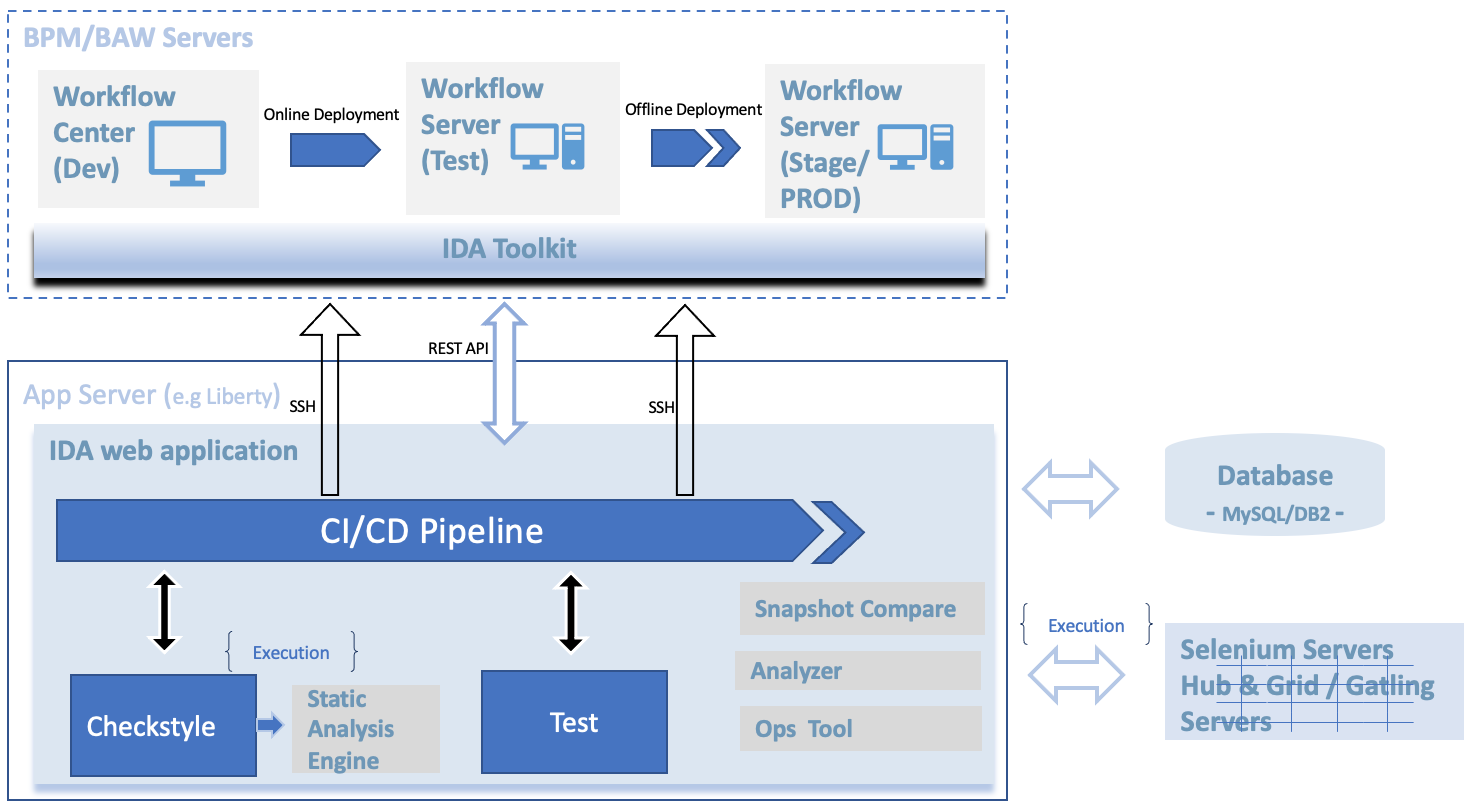 BPM/BAW Servers
Workflow
Center
(Dev)
Online Deployment
Workflow
Server
(Test)
Offline Deployment
Workflow
Server
(Stage/
PROD)
IDA Toolkit
REST API
App Server (e.g Liberty)
SSH
SSH
IDA web application
CI/CD Pipeline
Database
- MySQL/DB2 -
Snapshot Compare
Execution
Execution
Checkstyle
Static
Analysis
Engine
Test
Analyzer
Ops Tool
Selenium Servers
Hub & Grid / Gatling
Servers